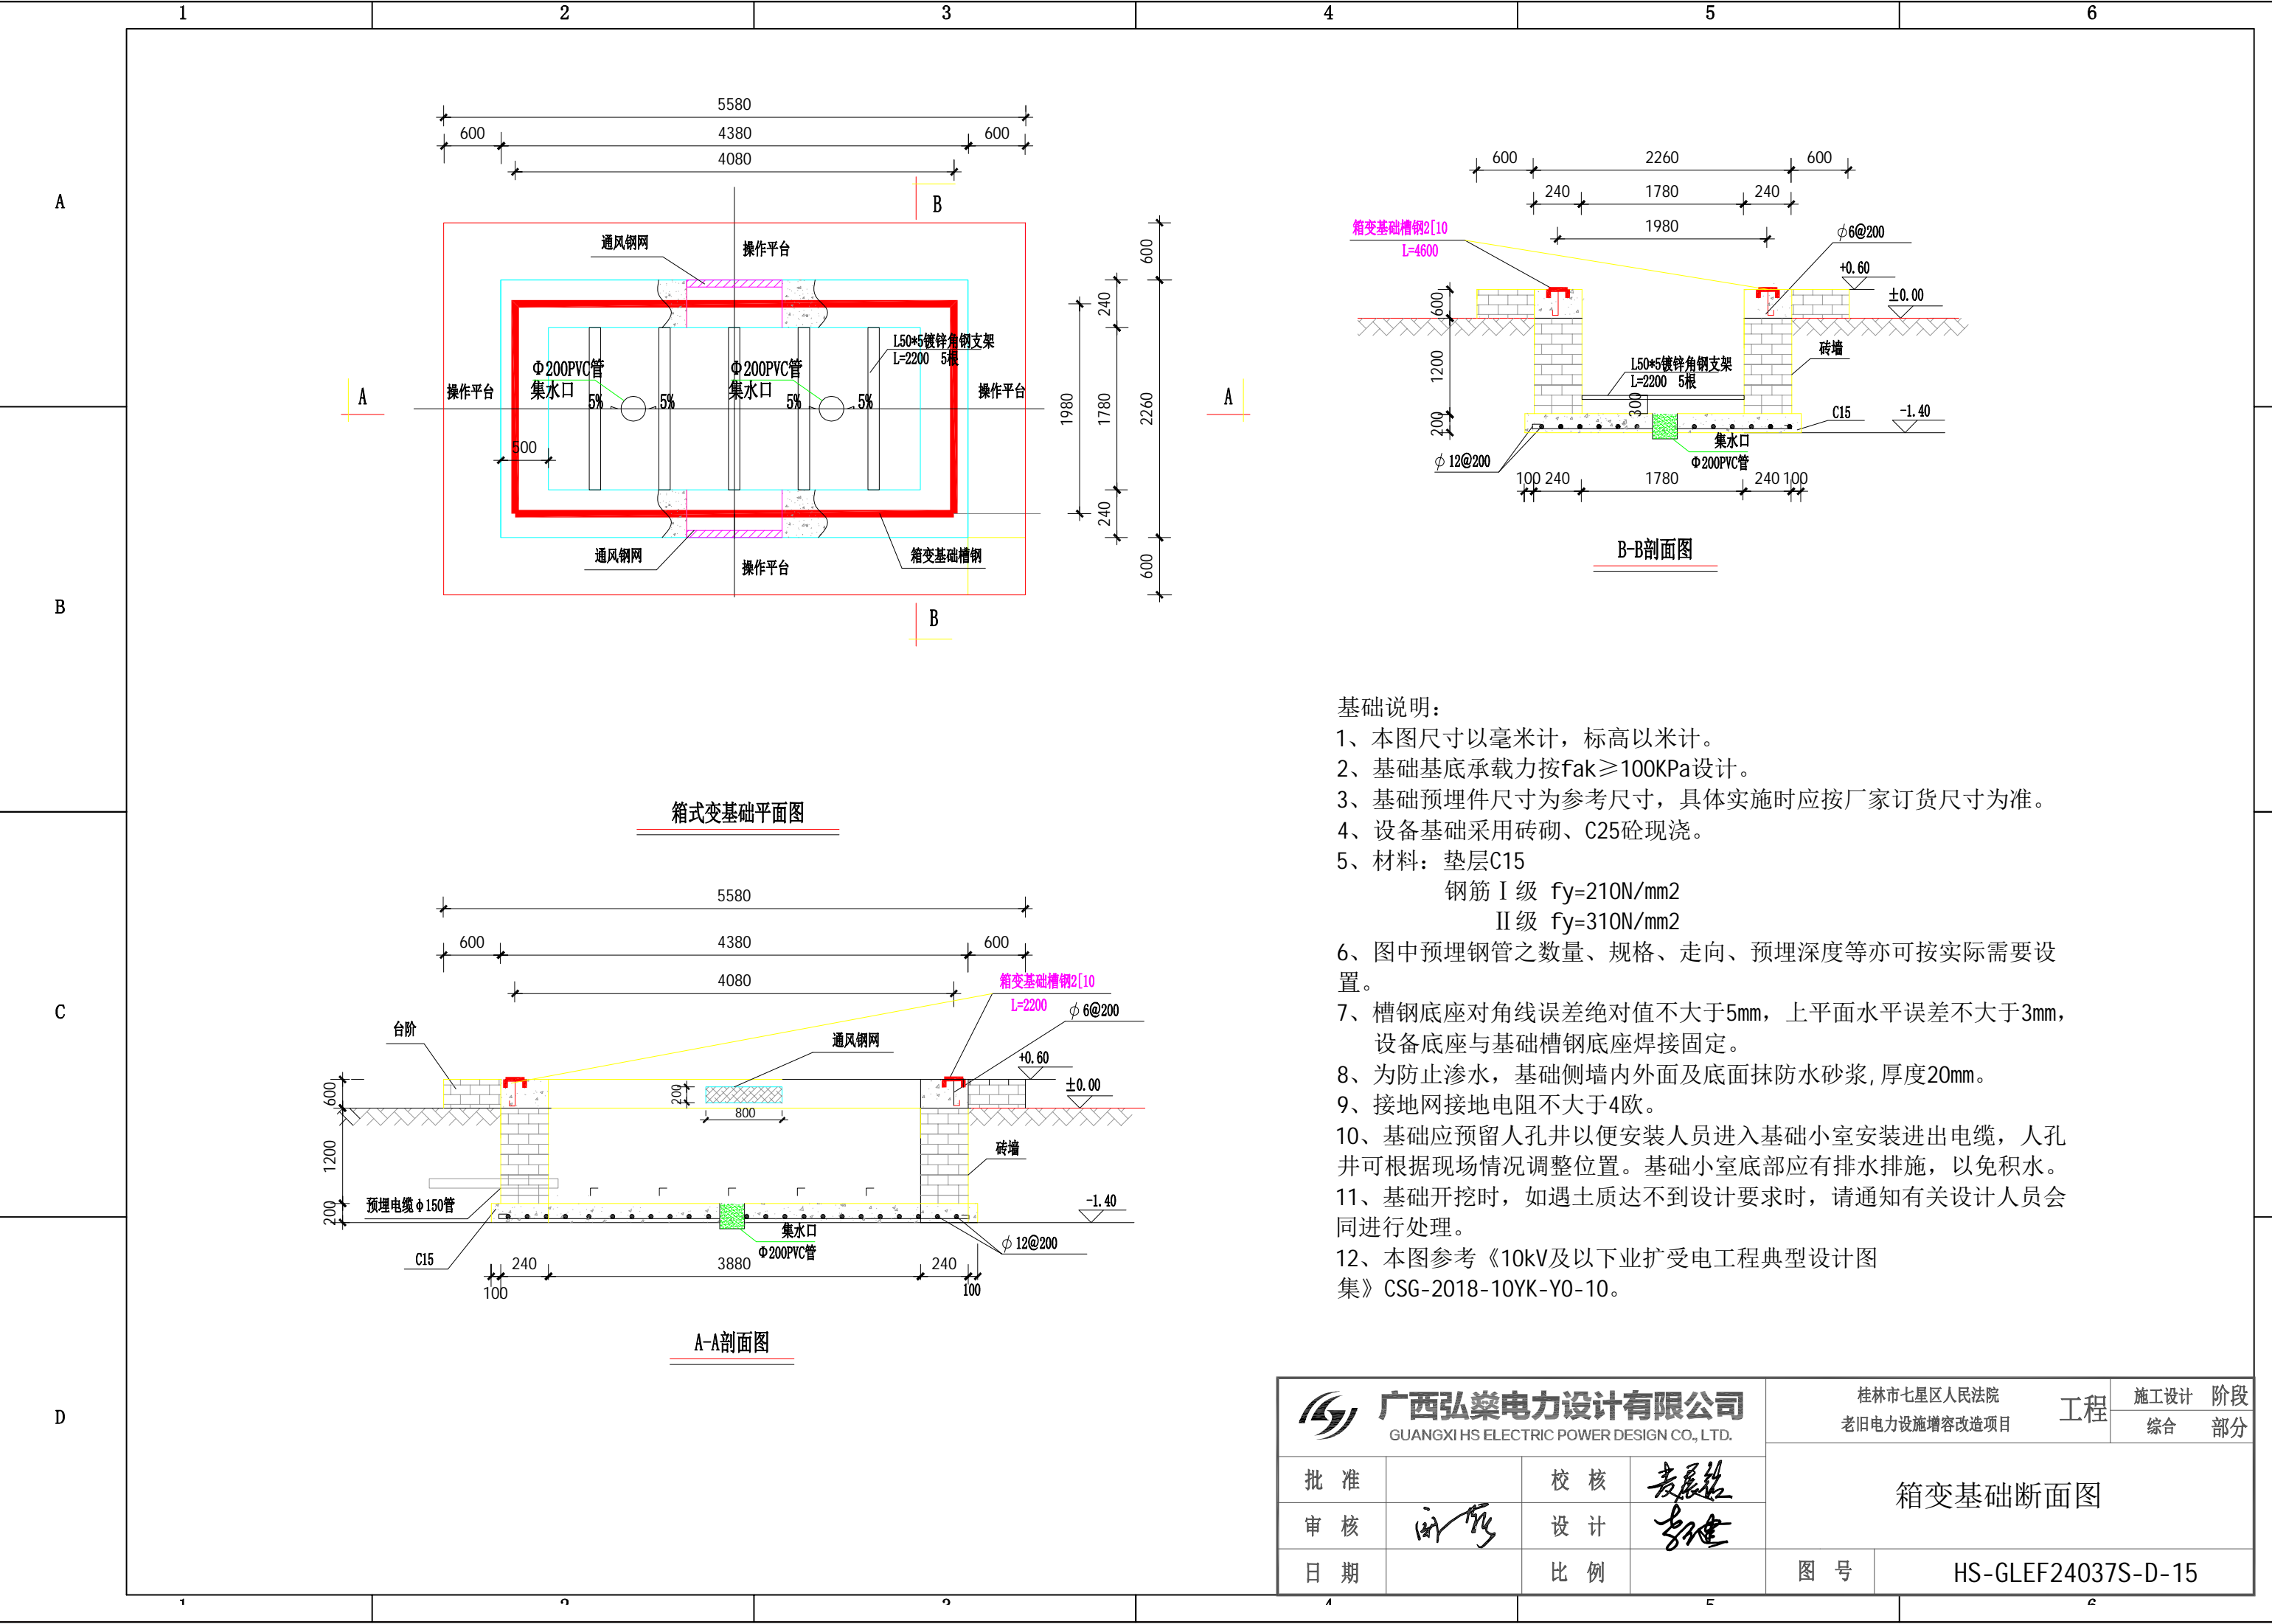 1 2 3 4 5 6
A
B
C
D
5580
600 4380 600
4080
B
通风钢网
操作平台
600
240
L50*5镀锌角钢支架
L=2200 5根
Φ200PVC管
集水口
Φ200PVC管
集水口
操作平台
5% 5% 5% 5%
操作平台
A A
500
1980 1780 2260
240
通风钢网
操作平台
箱变基础槽钢
600
B
箱式变基础平面图
600 2260 600
240 1780 240
1980
箱变基础槽钢2[10
L=4600
ϕ6@200
+0.60
±0.00
600
1200
200
砖墙
L50*5镀锌角钢支架
L=2200 5根
300
C15
-1.40
集水口
Φ200PVC管
ϕ12@200
100 240 1780 240 100
B-B剖面图
5580
600 4380 600
4080
箱变基础槽钢2[10
L=2200
ϕ6@200
台阶
通风钢网
+0.60
±0.00
600
200
800
1200
砖墙
预埋电缆ϕ150管
200
-1.40
集水口
Φ200PVC管
ϕ12@200
C15
240 3880 240
100 100
A-A剖面图
基础说明：
1、本图尺寸以毫米计，标高以米计。
2、基础基底承载力按fak≥100KPa设计。
3、基础预埋件尺寸为参考尺寸，具体实施时应按厂家订货尺寸为准。
4、设备基础采用砖砌、C25砼现浇。
5、材料：垫层C15
钢筋Ⅰ级 fy=210N/mm2
Ⅱ级 fy=310N/mm2
6、图中预埋钢管之数量、规格、走向、预埋深度等亦可按实际需要设
置。
7、槽钢底座对角线误差绝对值不大于5mm，上平面水平误差不大于3mm，
设备底座与基础槽钢底座焊接固定。
8、为防止渗水，基础侧墙内外面及底面抹防水砂浆,厚度20mm。
9、接地网接地电阻不大于4欧。
10、基础应预留人孔井以便安装人员进入基础小室安装进出电缆，人孔
井可根据现场情况调整位置。基础小室底部应有排水排施，以免积水。
11、基础开挖时，如遇土质达不到设计要求时，请通知有关设计人员会
同进行处理。
12、本图参考《10kV及以下业扩受电工程典型设计图
集》CSG-2018-10YK-Y0-10。
广西弘燊电力设计有限公司
GUANGXI HS ELECTRIC POWER DESIGN CO., LTD.
桂林市七星区人民法院
老旧电力设施增容改造项目
工程
施工设计 阶段
综合 部分
批 准 校 核
审 核 设 计
日 期 比 例
箱变基础断面图
图 号 HS-GLEF24037S-D-15